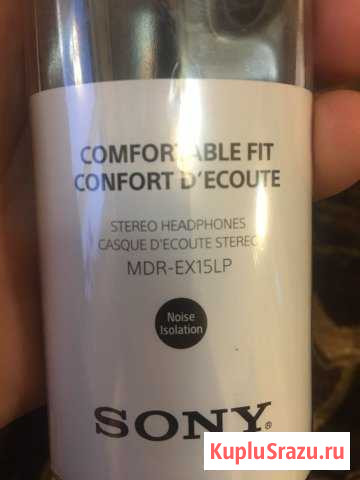 COMFORTABLE FIT
CONFORT D'ECOUTE
STEREO HEADPHONES
CASQUE D'ECOUTE STEREO
MDR-EX15LP
Noise
Isolation
SONY®
KupluSrazu.ru